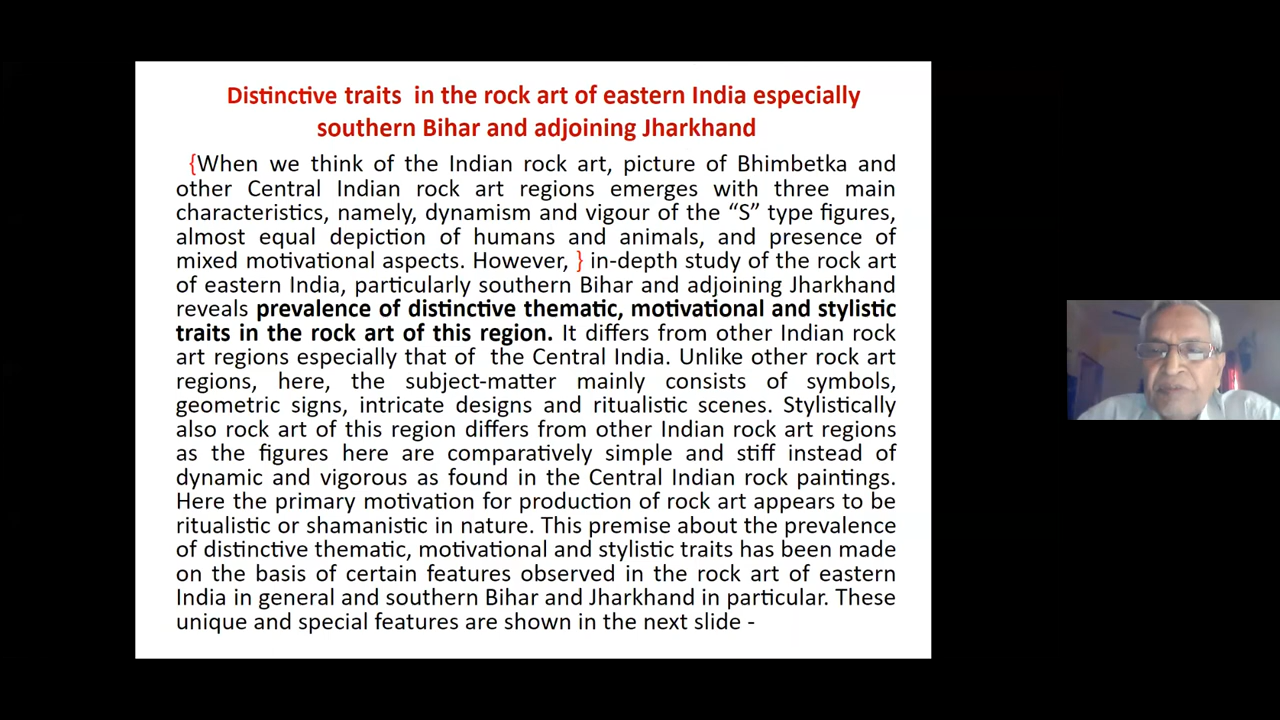 Distinctive traits in the rock art of eastern India especially
southern Bihar and adjoining Jharkhand
{When we think of the Indian rock art, picture of Bhimbetka and
other Central Indian rock art regions emerges with three main
characteristics, namely, dynamism and vigour of the “S” type figures,
almost equal depiction of humans and animals, and presence of
mixed motivational aspects. However, } in-depth study of the rock art
of eastern India, particularly southern Bihar and adjoining Jharkhand
reveals prevalence of distinctive thematic, motivational and stylistic
traits in the rock art of this region. It differs from other Indian rock
art regions especially that of the Central India. Unlike other rock art
regions, here, the subject-matter mainly consists of symbols,
geometric signs, intricate designs and ritualistic scenes. Stylistically
also rock art of this region differs from other Indian rock art regions
as the figures here are comparatively simple and stiff instead of
dynamic and vigorous as found in the Central Indian rock paintings.
Here the primary motivation for production of rock art appears to be
ritualistic or shamanistic in nature. This premise about the prevalence
of distinctive thematic, motivational and stylistic traits has been made
on the basis of certain features observed in the rock art of eastern
India in general and southern Bihar and Jharkhand in particular. These
unique and special features are shown in the next slide -